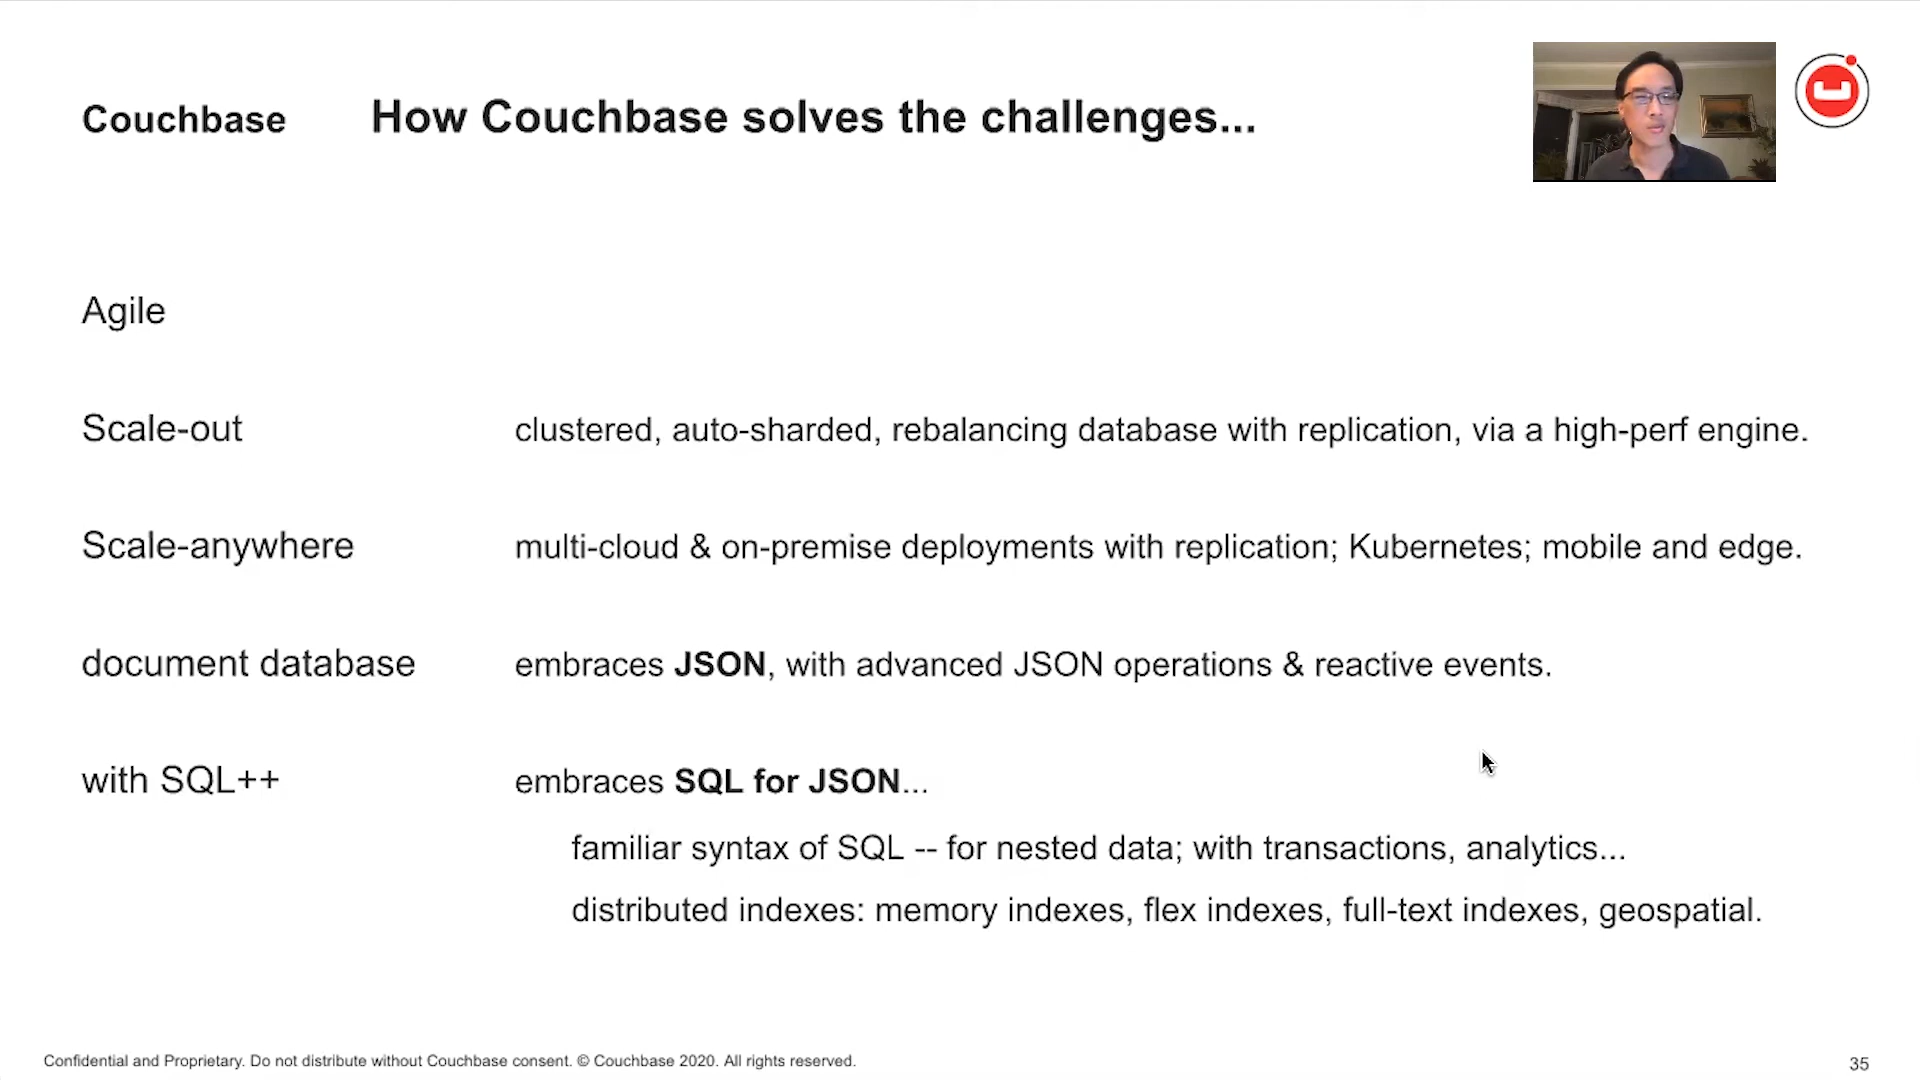 Couchbase How Couchbase solves the challenges...
Agile
Scale-out clustered, auto-sharded, rebalancing database with replication, via a high-perf engine.
Scale-anywhere multi-cloud & on-premise deployments with replication; Kubernetes; mobile and edge.
document database embraces JSON, with advanced JSON operations & reactive events.
with SQL++ embraces SQL for JSON...
familiar syntax of SQL -- for nested data; with transactions, analytics...
distributed indexes: memory indexes, flex indexes, full-text indexes, geospatial.
Confidential and Proprietary. Do not distribute without Couchbase consent. © Couchbase 2020. All rights reserved. 35